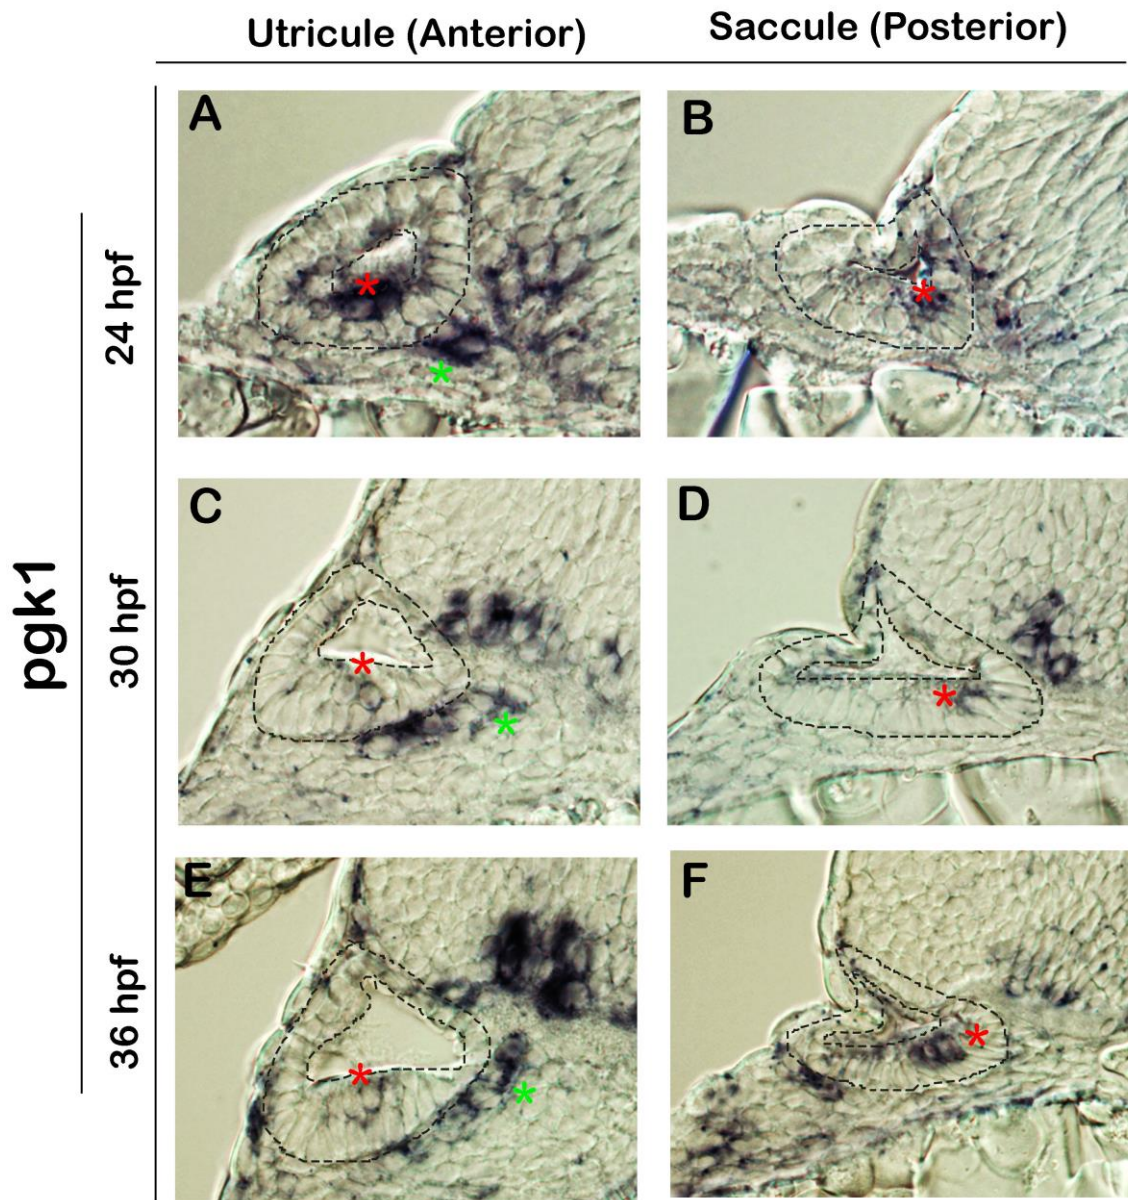 Utricule (Anterior)
Saccule (Posterior)
A
B
24 hpf
C
D
30 hpf
pgk1
E
F
36 hpf